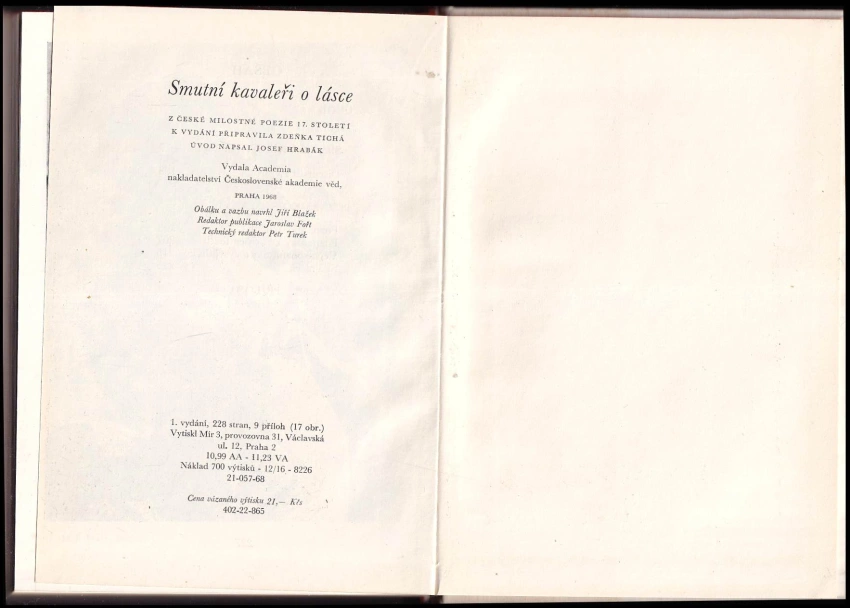 Smutní kavaleři o lásce
Z ČESKÉ MILOSTNÉ POEZIE 17. STOLETÍ
K VYDÁNÍ PŘIPRAVILA ZDEŇKA TICHÁ
ÚVOD NAPSAL JOSEF HRABÁK
Vydala Academia
nakladatelství Československé akademie věd,
PRAHA 1968
Obálku a vazbu navrhl Jiří Blažek
Redaktor publikace Jaroslav Fořt
Technický redaktor Petr Turek
1. vydání, 228 stran, 9 příloh (17 obr.)
Vytiskl Mír 3, provozovna 31, Václavská
ul. 12, Praha 2
10,99 AA - 11,23 VA
Náklad 700 výtisků - 12/16 - 8226
21-057-68
Cena vázaného výtisku 21,— Kčs
402-22-865